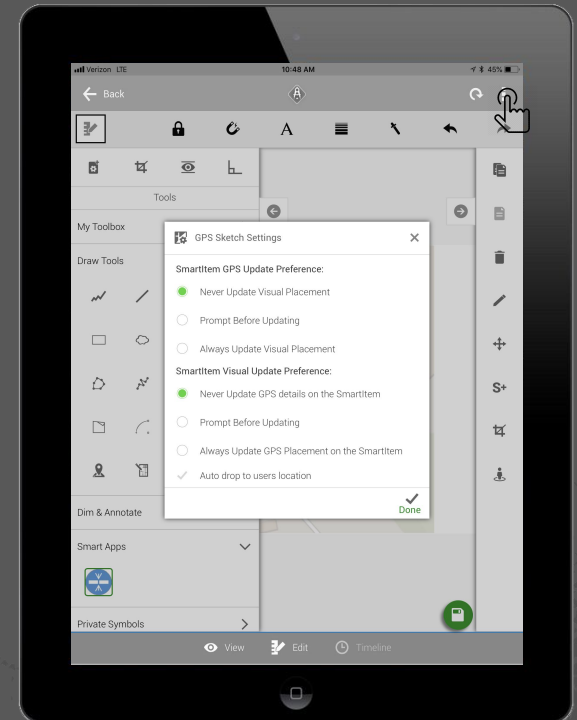 Verizon LTE 10:48 AM 45%
Back
A
Tools
My Toolbox
Draw Tools
GPS Sketch Settings
SmartItem GPS Update Preference:
Never Update Visual Placement
Prompt Before Updating
Always Update Visual Placement
SmartItem Visual Update Preference:
Never Update GPS details on the SmartItem
Prompt Before Updating
Always Update GPS Placement on the SmartItem
Auto drop to users location
Done
S+
Dim & Annotate
Smart Apps
Private Symbols
View Edit Timeline